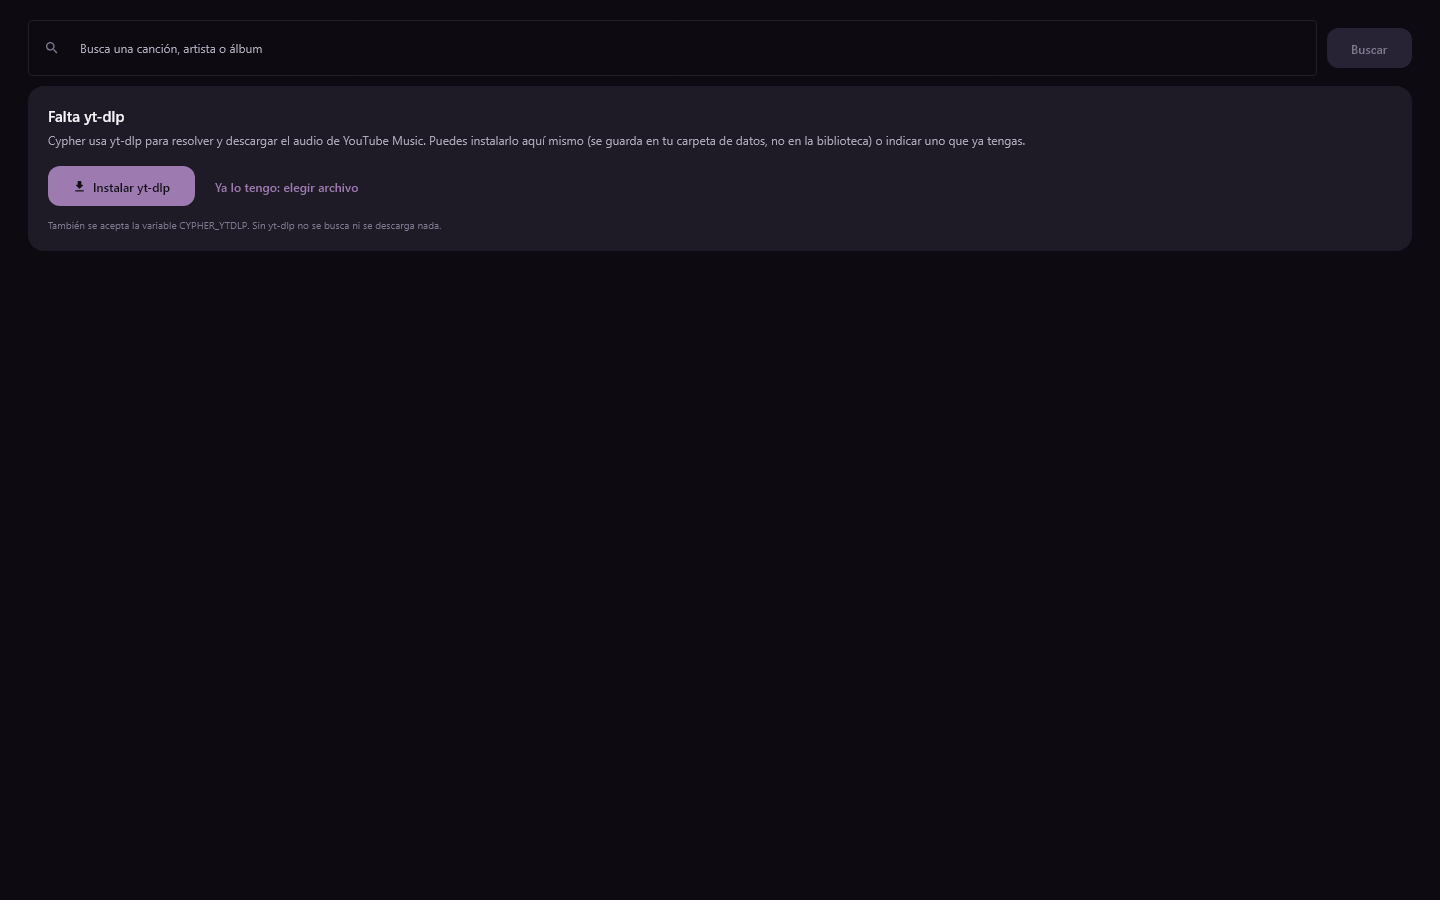 Busca una canción, artista o álbum
Buscar
Falta yt-dlp
Cypher usa yt-dlp para resolver y descargar el audio de YouTube Music. Puedes instalarlo aquí mismo (se guarda en tu carpeta de datos, no en la biblioteca) o indicar uno que ya tengas.
Instalar yt-dlp
Ya lo tengo: elegir archivo
También se acepta la variable CYPHER_YTDLP. Sin yt-dlp no se busca ni se descarga nada.